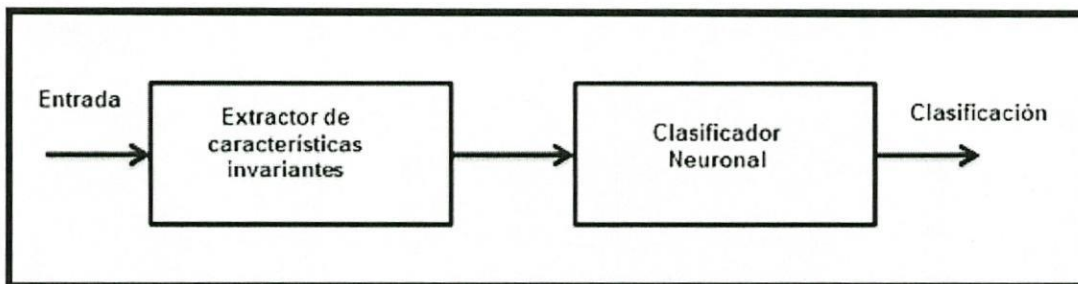 Entrada
Extractor de
características
invariantes
Clasificador
Neuronal
Clasificación